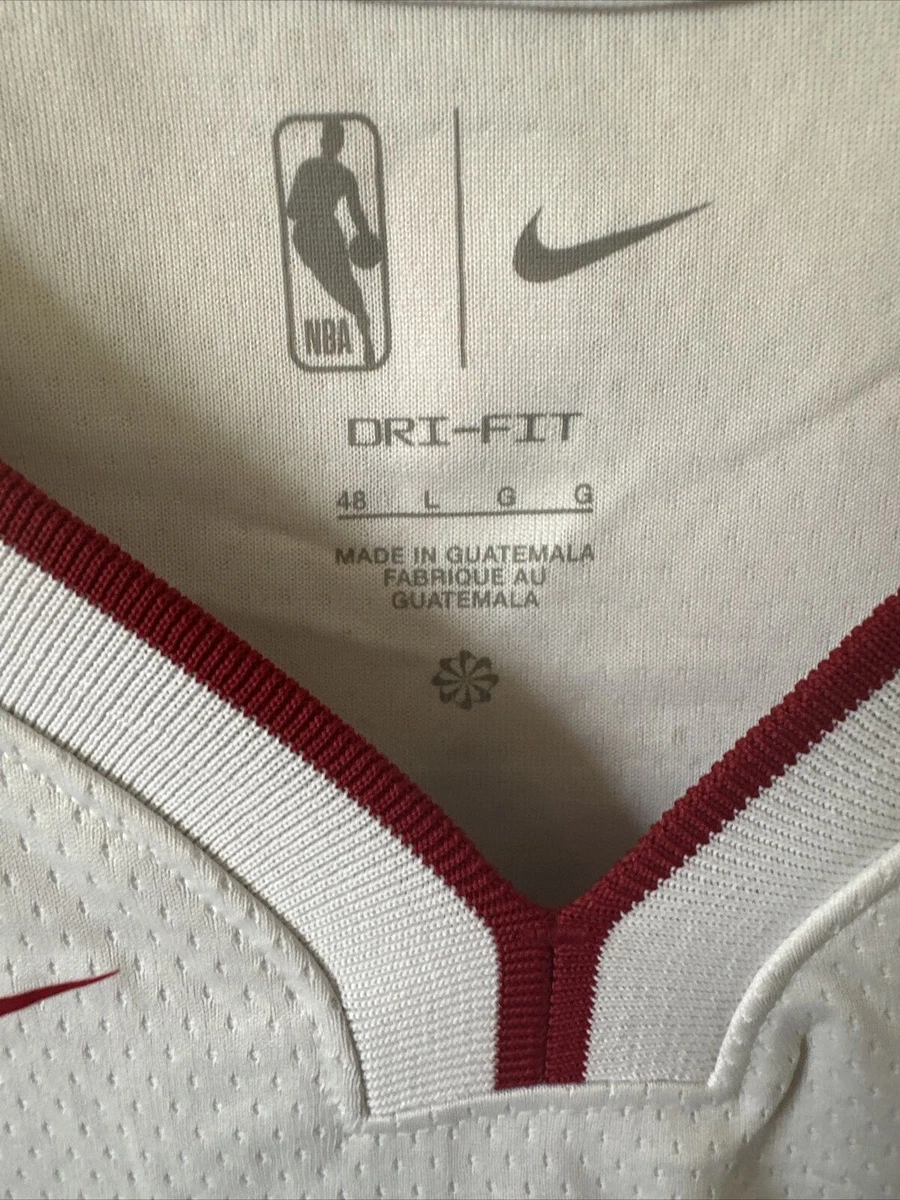 NBA
DRI-FIT
48 L G G
MADE IN GUATEMALA
FABRIQUE AU
GUATEMALA